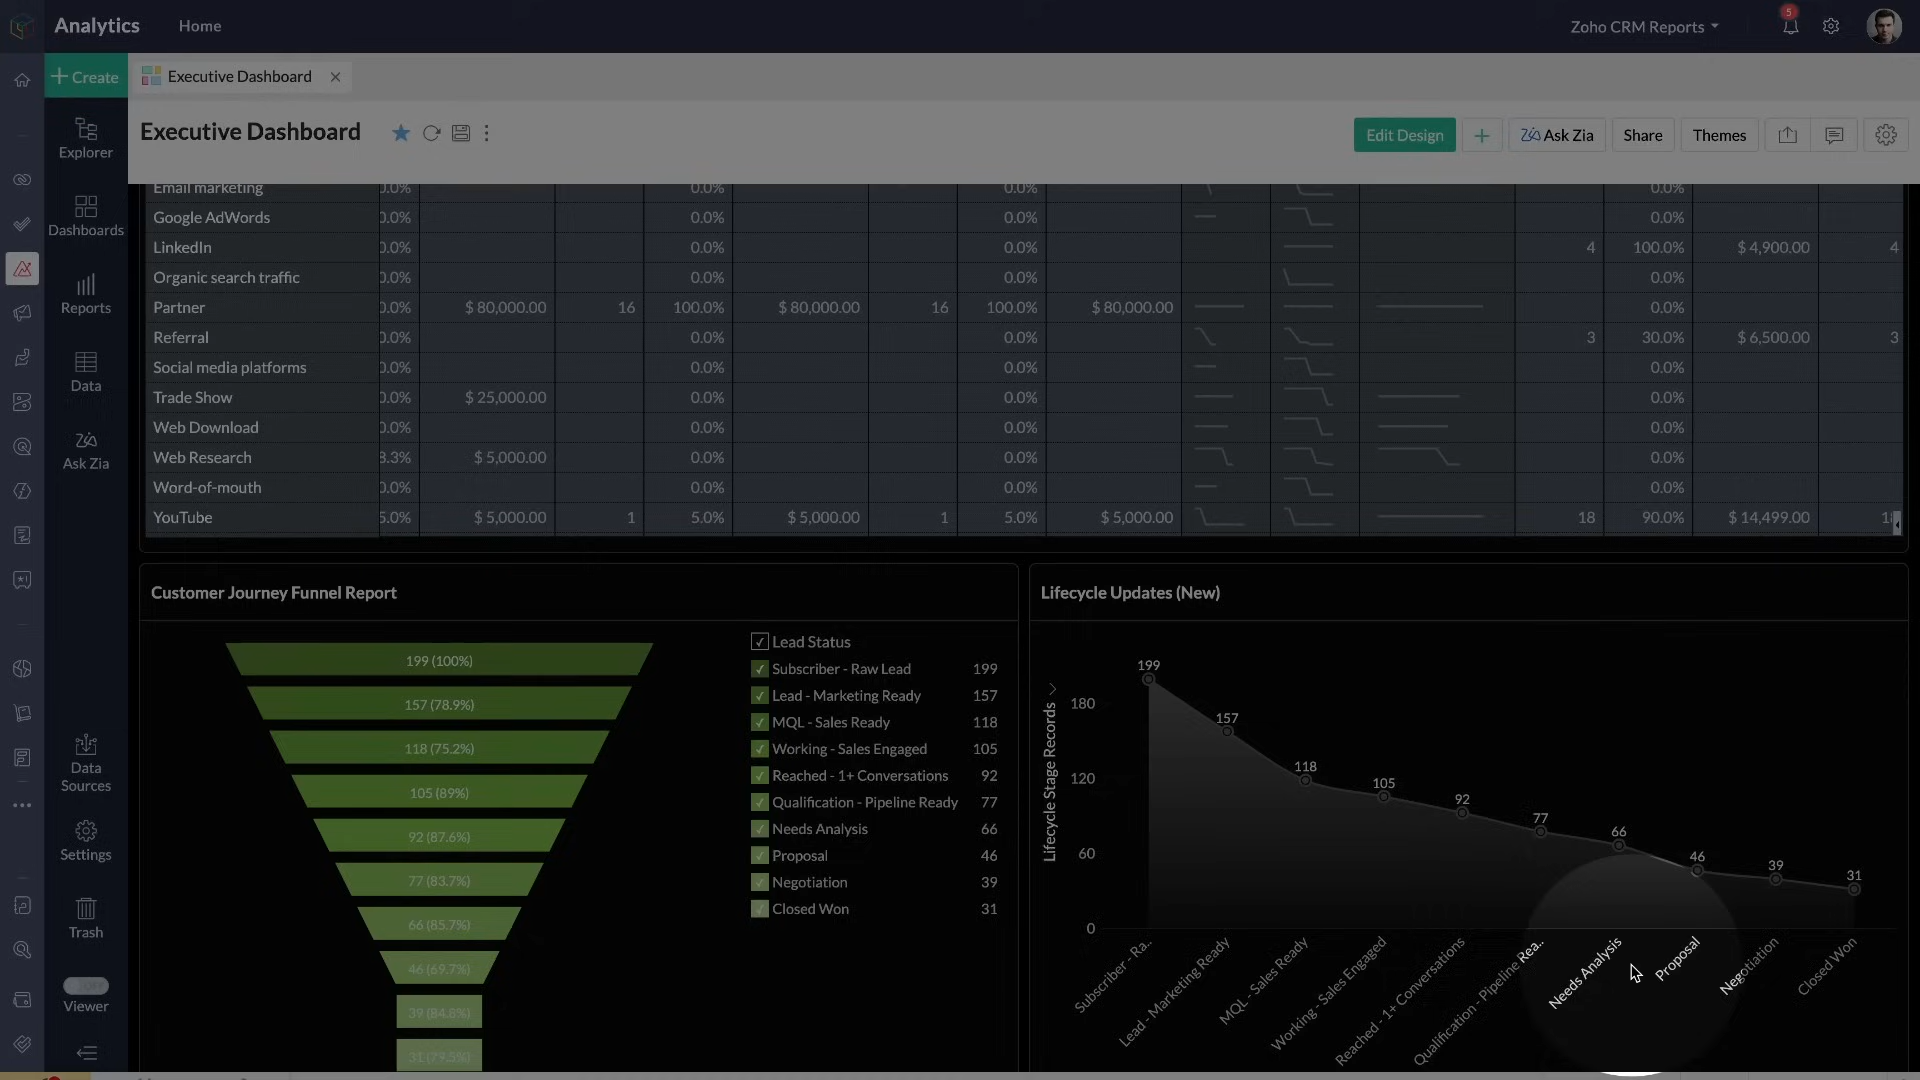 Analytics Home Zoho CRM Reports 5
Create
Executive Dashboard
Executive Dashboard
Edit Design Ask Zia Share Themes
Explorer
Dashboards
Reports
Data
Ask Zia
Data Sources
Settings
Trash
OFF
Viewer
Email marketing 0.0% 0.0% 0.0% 0.0%
Google AdWords 0.0% 0.0% 0.0% 0.0%
LinkedIn 0.0% 0.0% 0.0% 4 100.0% $ 4,900.00 4
Organic search traffic 0.0% 0.0% 0.0% 0.0%
Partner 0.0% $ 80,000.00 16 100.0% $ 80,000.00 16 100.0% $ 80,000.00 0.0%
Referral 0.0% 0.0% 0.0% 3 30.0% $ 6,500.00 3
Social media platforms 0.0% 0.0% 0.0% 0.0%
Trade Show 0.0% $ 25,000.00 0.0% 0.0% 0.0%
Web Download 0.0% 0.0% 0.0% 0.0%
Web Research 8.3% $ 5,000.00 0.0% 0.0% 0.0%
Word-of-mouth 0.0% 0.0% 0.0% 0.0%
YouTube 5.0% $ 5,000.00 1 5.0% $ 5,000.00 1 5.0% $ 5,000.00 18 90.0% $ 14,499.00
Customer Journey Funnel Report
199 (100%)
157 (78.9%)
118 (75.2%)
105 (89%)
92 (87.6%)
77 (83.7%)
66 (85.7%)
46 (69.7%)
39 (84.8%)
31 (79.5%)
Lead Status
Subscriber - Raw Lead 199
Lead - Marketing Ready 157
MQL - Sales Ready 118
Working - Sales Engaged 105
Reached - 1+ Conversations 92
Qualification - Pipeline Ready 77
Needs Analysis 66
Proposal 46
Negotiation 39
Closed Won 31
Lifecycle Updates (New)
Lifecycle Stage Records
180
120
60
0
199
157
118
105
92
77
66
46
39
31
Subscriber - Ra..
Lead - Marketing Ready
MQL - Sales Ready
Working - Sales Engaged
Reached - 1+ Conversations
Qualification - Pipeline Rea..
Needs Analysis
Proposal
Negotiation
Closed Won